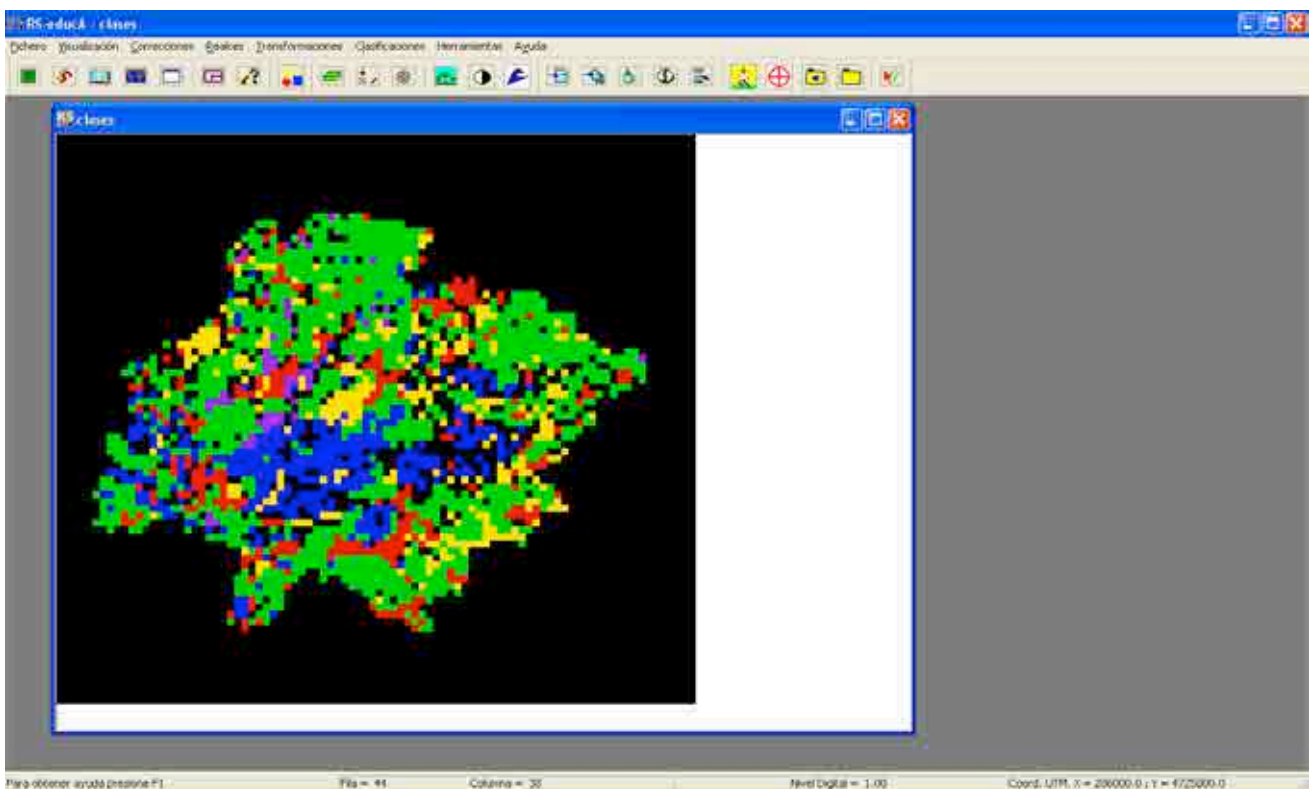 RS-educA - clases
Fichero Visualización Correcciones Realces Transformaciones Clasificaciones Herramientas Ayuda
clases
Para obtener ayuda presione F1 Fila = 44 Columna = 38 Nivel Digital = 1.00 Coord. UTM. X = 286000.0 ; Y = 4725000.0